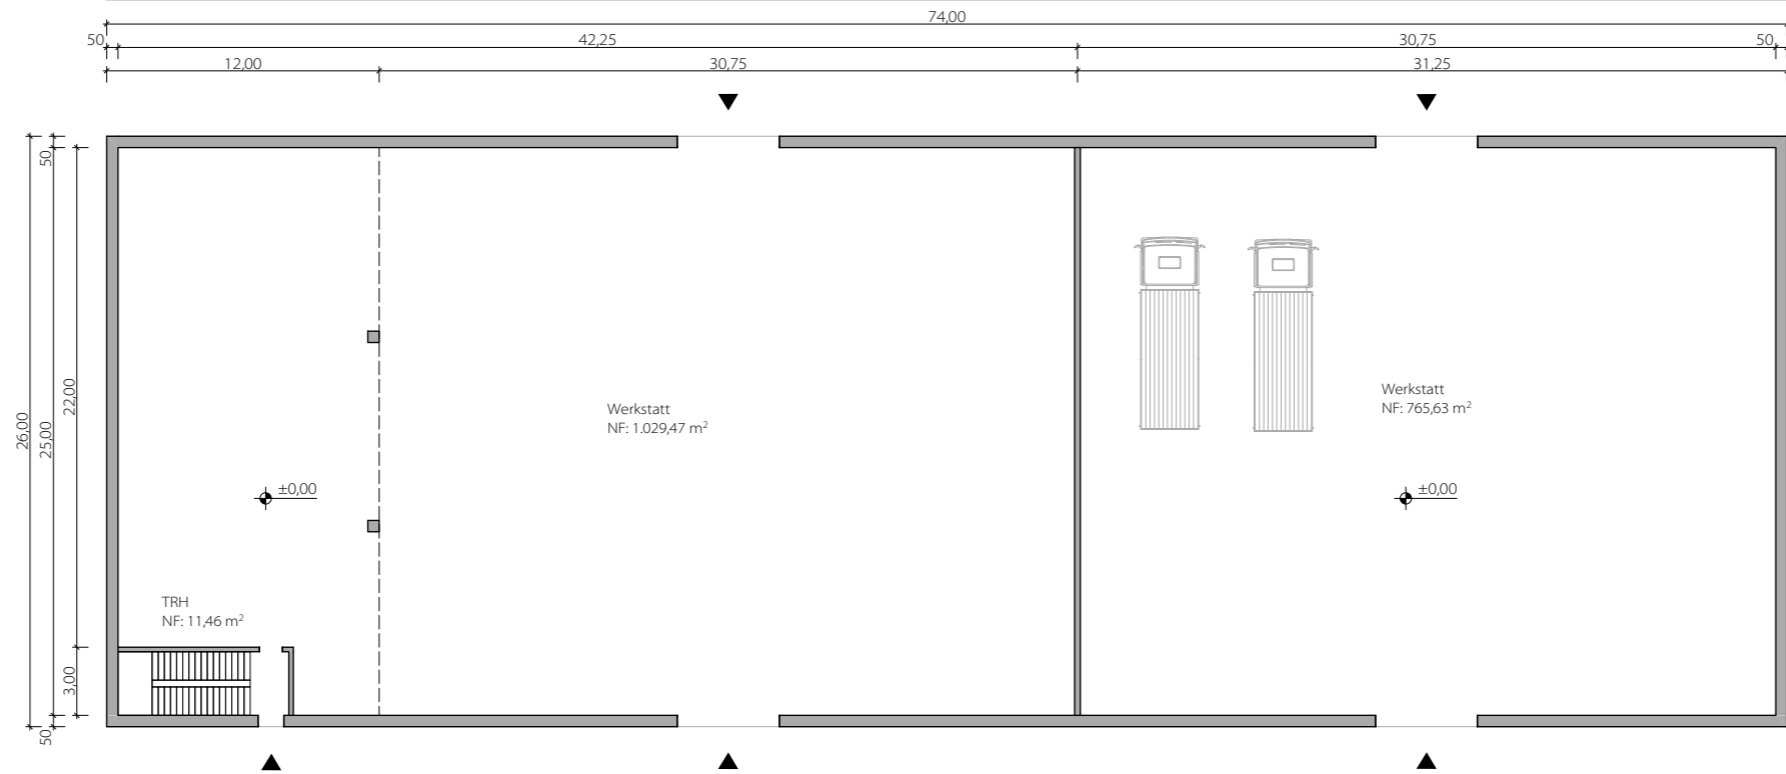 74,00
50
42,25
30,75
50
12,00
30,75
31,25
50
22,00
26,00
25,00
Werkstatt
NF: 1.029,47 m²
Werkstatt
NF: 765,63 m²
±0,00
±0,00
TRH
NF: 11,46 m²
3,00
50